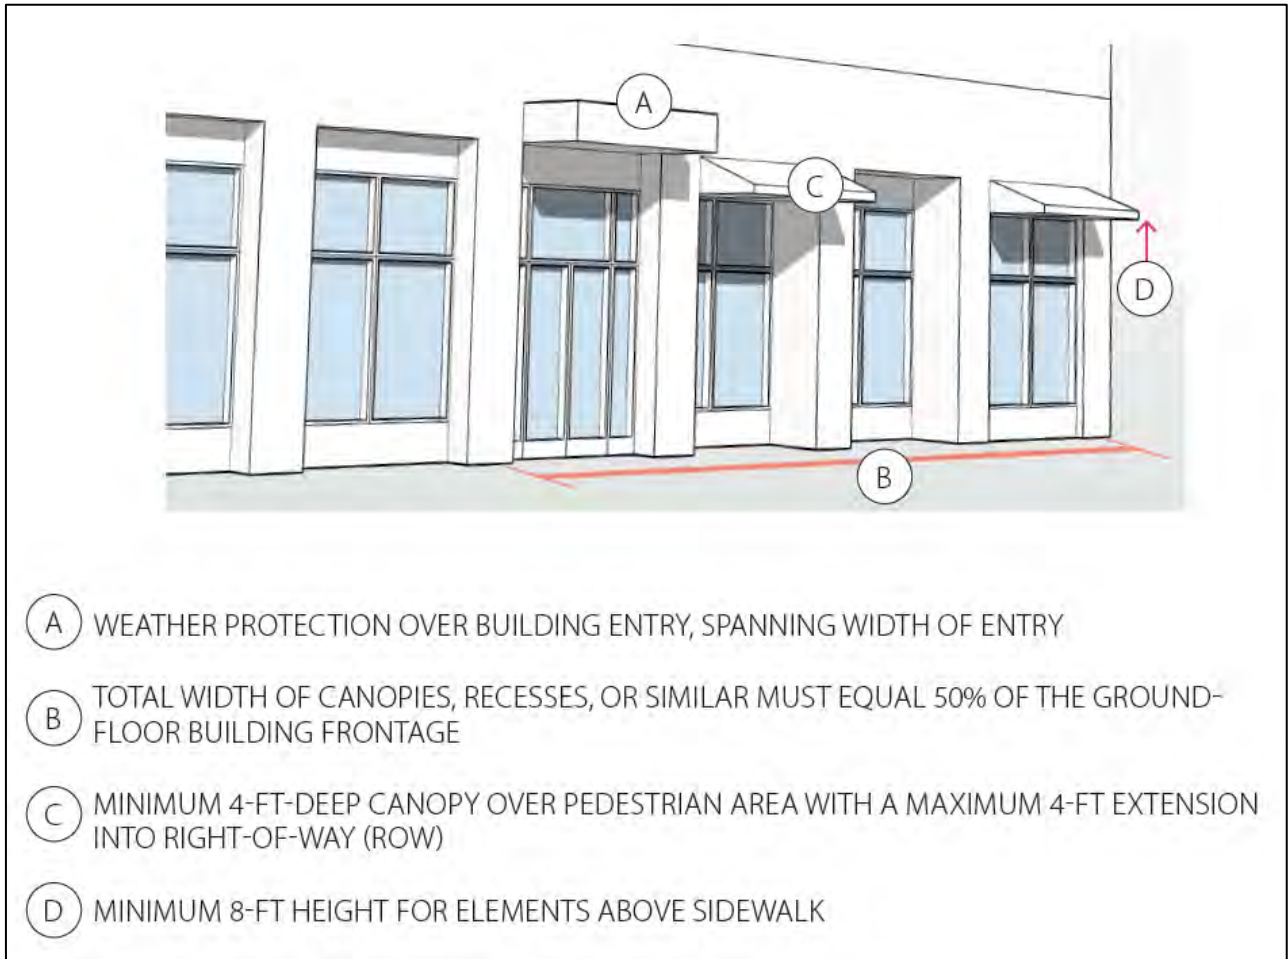 A
C
D
B
A WEATHER PROTECTION OVER BUILDING ENTRY, SPANNING WIDTH OF ENTRY
B TOTAL WIDTH OF CANOPIES, RECESSES, OR SIMILAR MUST EQUAL 50% OF THE GROUND-
FLOOR BUILDING FRONTAGE
C MINIMUM 4-FT-DEEP CANOPY OVER PEDESTRIAN AREA WITH A MAXIMUM 4-FT EXTENSION
INTO RIGHT-OF-WAY (ROW)
D MINIMUM 8-FT HEIGHT FOR ELEMENTS ABOVE SIDEWALK